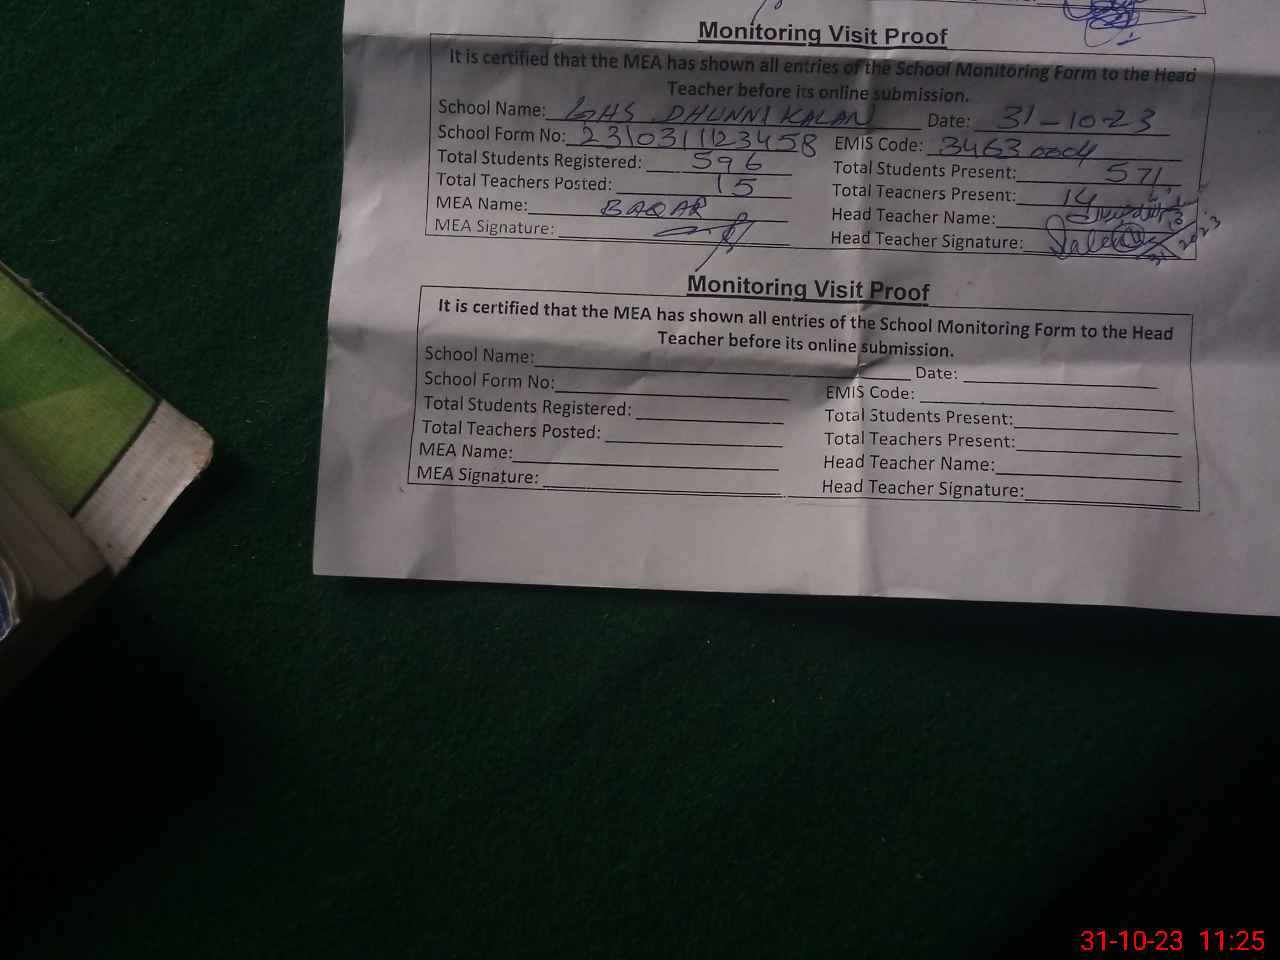 Monitoring Visit Proof
It is certified that the MEA has shown all entries of the School Monitoring Form to the Head
Teacher before its online submission.
School Name: GHS DHUNNI KALAN Date: 31-10-23
School Form No: 231031123458 EMIS Code: 34630004
Total Students Registered: 596 Total Students Present: 571
Total Teachers Posted: 15 Total Teachers Present: 14
MEA Name: BAQAR Head Teacher Name:
MEA Signature: Head Teacher Signature:
Monitoring Visit Proof
It is certified that the MEA has shown all entries of the School Monitoring Form to the Head
Teacher before its online submission.
School Name: Date:
School Form No: EMIS Code:
Total Students Registered: Total Students Present:
Total Teachers Posted: Total Teachers Present:
MEA Name: Head Teacher Name:
MEA Signature: Head Teacher Signature:
31-10-23 11:25